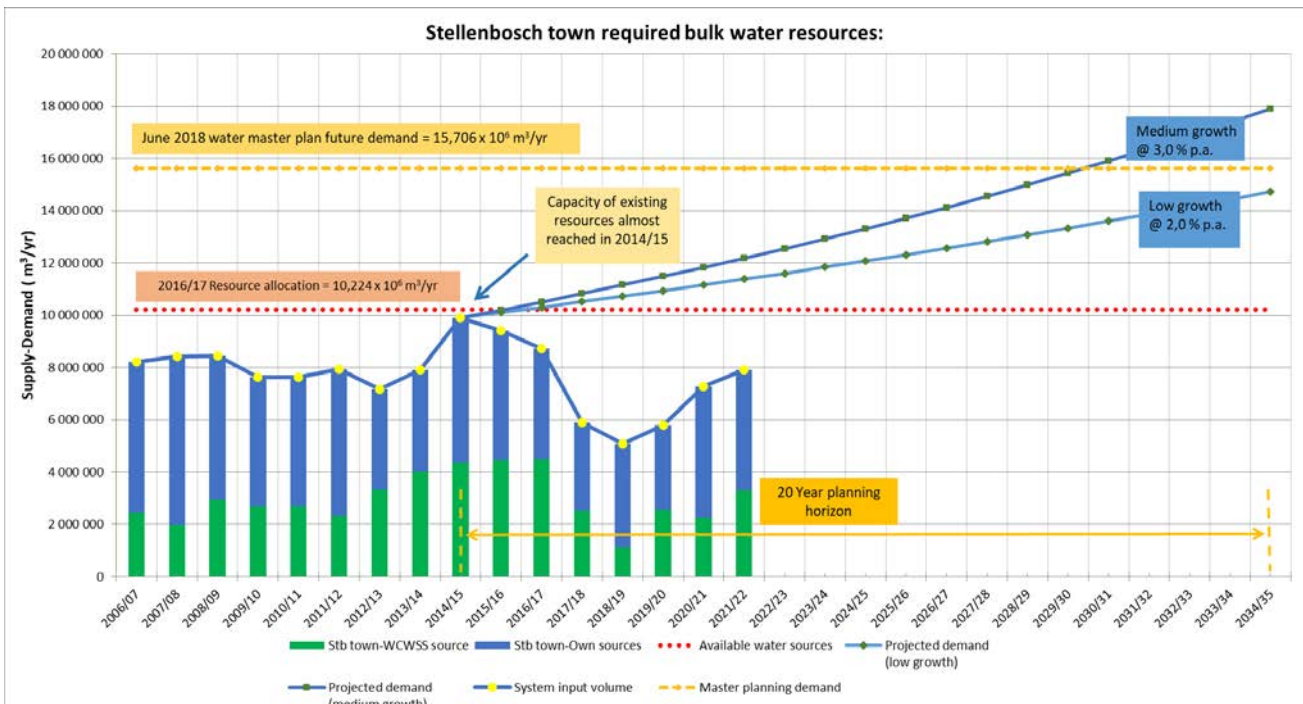 Stellenbosch town required bulk water resources:
20 000 000
18 000 000
16 000 000
14 000 000
12 000 000
10 000 000
8 000 000
6 000 000
4 000 000
2 000 000
0
Supply-Demand ( m³/yr)
June 2018 water master plan future demand = 15,706 x 10⁶ m³/yr
Medium growth
@ 3,0 % p.a.
Capacity of existing
resources almost
reached in 2014/15
Low growth
@ 2,0 % p.a.
2016/17 Resource allocation = 10,224 x 10⁶ m³/yr
20 Year planning
horizon
2006/07
2007/08
2008/09
2009/10
2010/11
2011/12
2012/13
2013/14
2014/15
2015/16
2016/17
2017/18
2018/19
2019/20
2020/21
2021/22
2022/23
2023/24
2024/25
2025/26
2026/27
2027/28
2028/29
2029/30
2030/31
2031/32
2032/33
2033/34
2034/35
Stb town-WCWSS source
Stb town-Own sources
Available water sources
Projected demand
(low growth)
Projected demand
(medium growth)
System input volume
Master planning demand